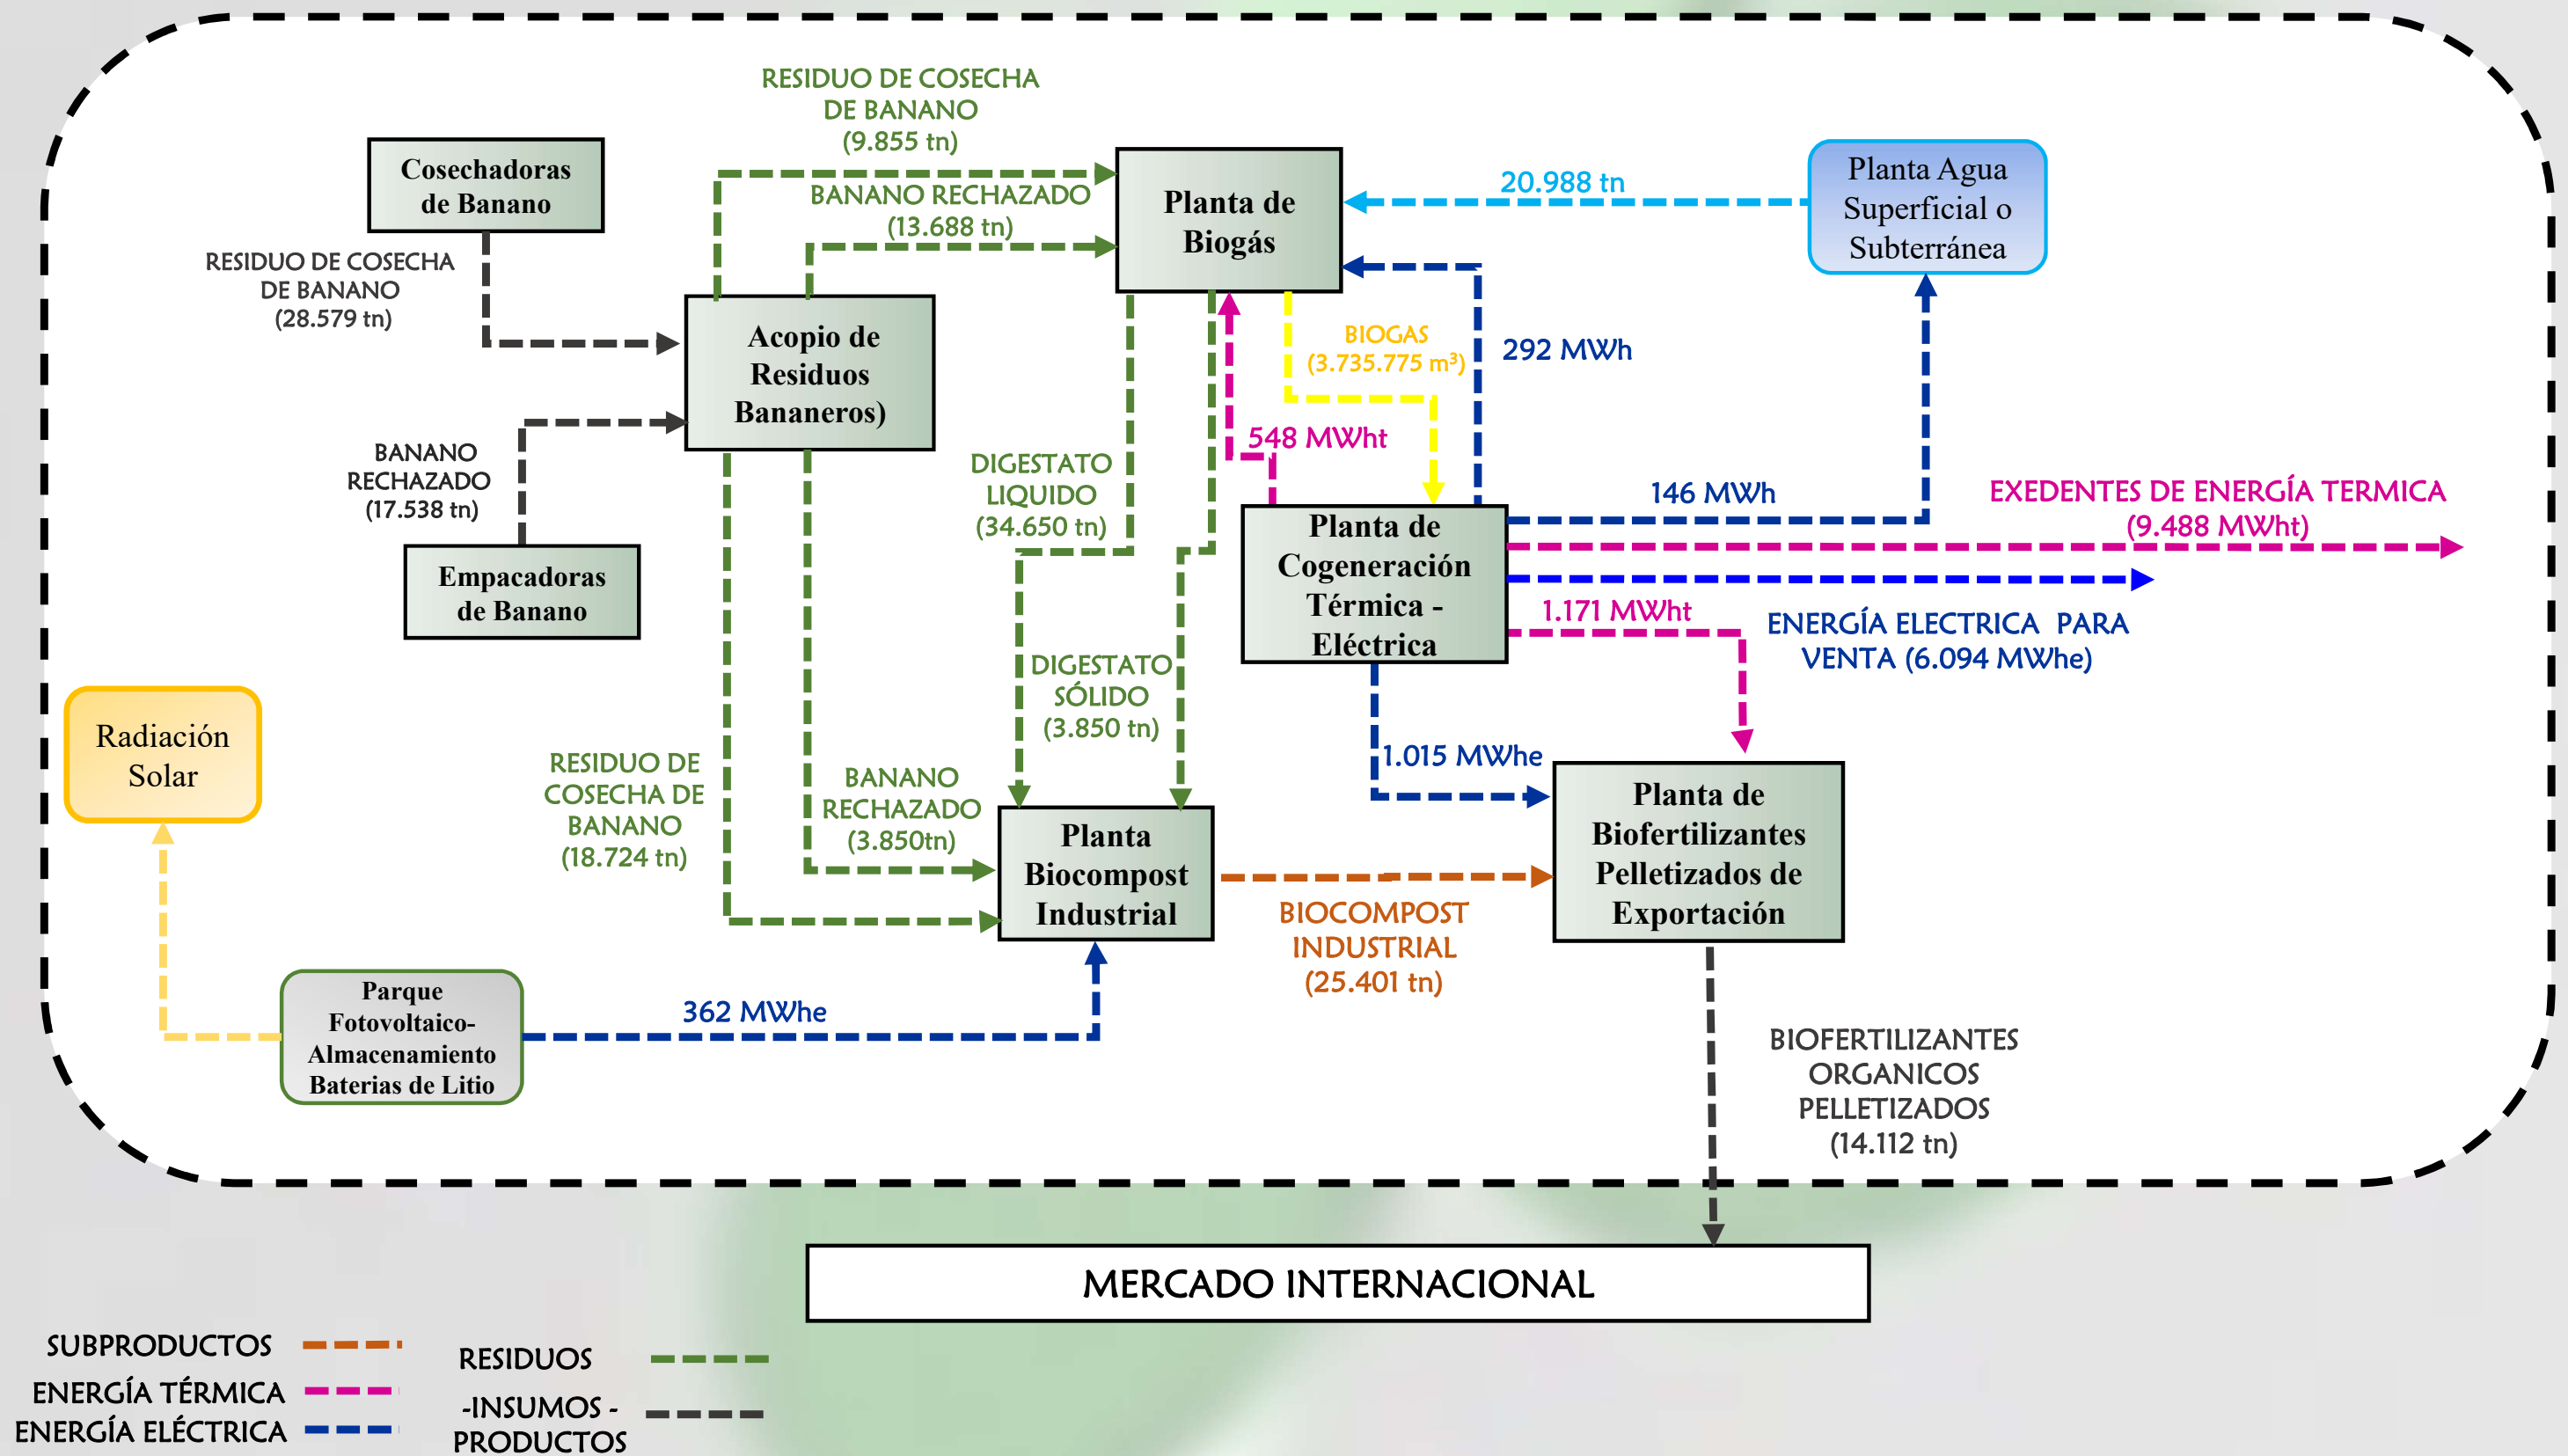 RESIDUO DE COSECHA
DE BANANO
(9.855 tn)
Cosechadoras
de Banano
BANANO RECHAZADO
(13.688 tn)
Planta de
Biogás
20.988 tn
Planta Agua
Superficial o
Subterránea
RESIDUO DE COSECHA
DE BANANO
(28.579 tn)
Acopio de
Residuos
Bananeros)
BIOGAS
(3.735.775 m³)
292 MWh
548 MWht
BANANO
RECHAZADO
(17.538 tn)
DIGESTATO
LIQUIDO
(34.650 tn)
146 MWh
EXEDENTES DE ENERGÍA TERMICA
(9.488 MWht)
Planta de
Cogeneración
Térmica -
Eléctrica
Empacadoras
de Banano
1.171 MWht
ENERGÍA ELECTRICA PARA
VENTA (6.094 MWhe)
DIGESTATO
SÓLIDO
(3.850 tn)
Radiación
Solar
RESIDUO DE
COSECHA DE
BANANO
(18.724 tn)
BANANO
RECHAZADO
(3.850tn)
1.015 MWhe
Planta
Biocompost
Industrial
Planta de
Biofertilizantes
Pelletizados de
Exportación
BIOCOMPOST
INDUSTRIAL
(25.401 tn)
Parque
Fotovoltaico-
Almacenamiento
Baterias de Litio
362 MWhe
BIOFERTILIZANTES
ORGANICOS
PELLETIZADOS
(14.112 tn)
MERCADO INTERNACIONAL
SUBPRODUCTOS
ENERGÍA TÉRMICA
ENERGÍA ELÉCTRICA
RESIDUOS
-INSUMOS -
PRODUCTOS